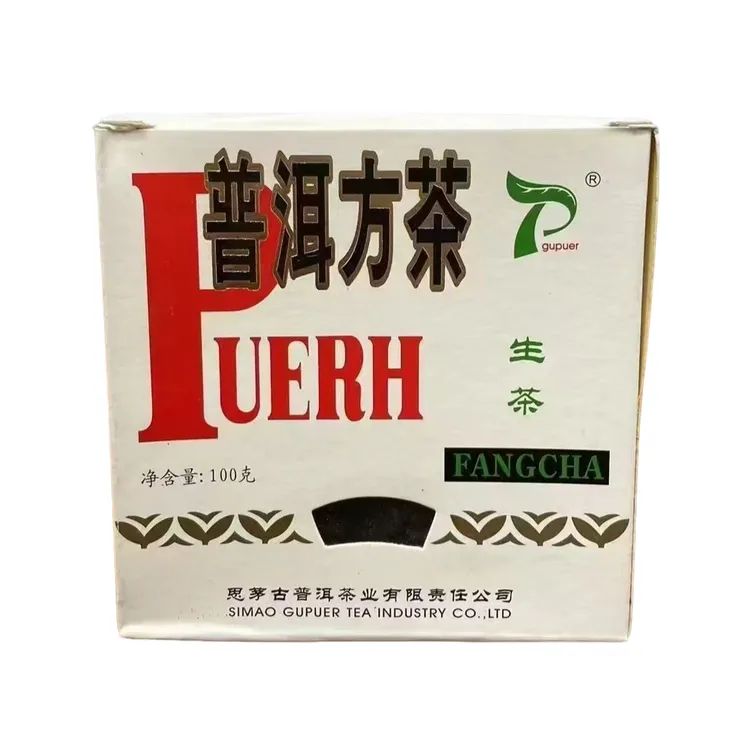 普洱方茶
®
gupuer
PUERH
生
茶
FANGCHA
净含量:100克
思茅古普洱茶业有限责任公司
SIMAO GUPUER TEA INDUSTRY CO.,LTD